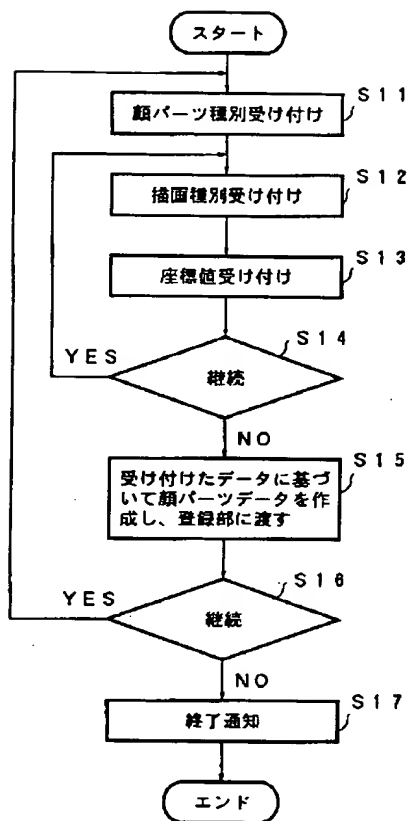 スタート
S11
顔パーツ種別受け付け
S12
描画種別受け付け
S13
座標値受け付け
S14
YES
継続
NO
S15
受け付けたデータに基づ
いて顔パーツデータを作
成し、登録部に渡す
S16
YES
継続
NO
S17
終了通知
エンド